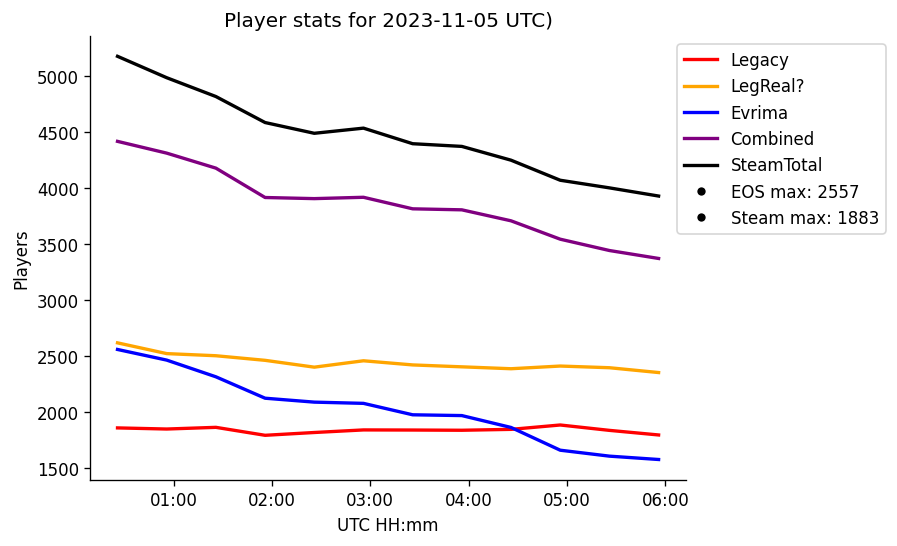 Player stats for 2023-11-05 UTC)
Legacy
LegReal?
Evrima
Combined
SteamTotal
EOS max: 2557
Steam max: 1883
Players
5000
4500
4000
3500
3000
2500
2000
1500
01:00
02:00
03:00
04:00
05:00
06:00
UTC HH:mm